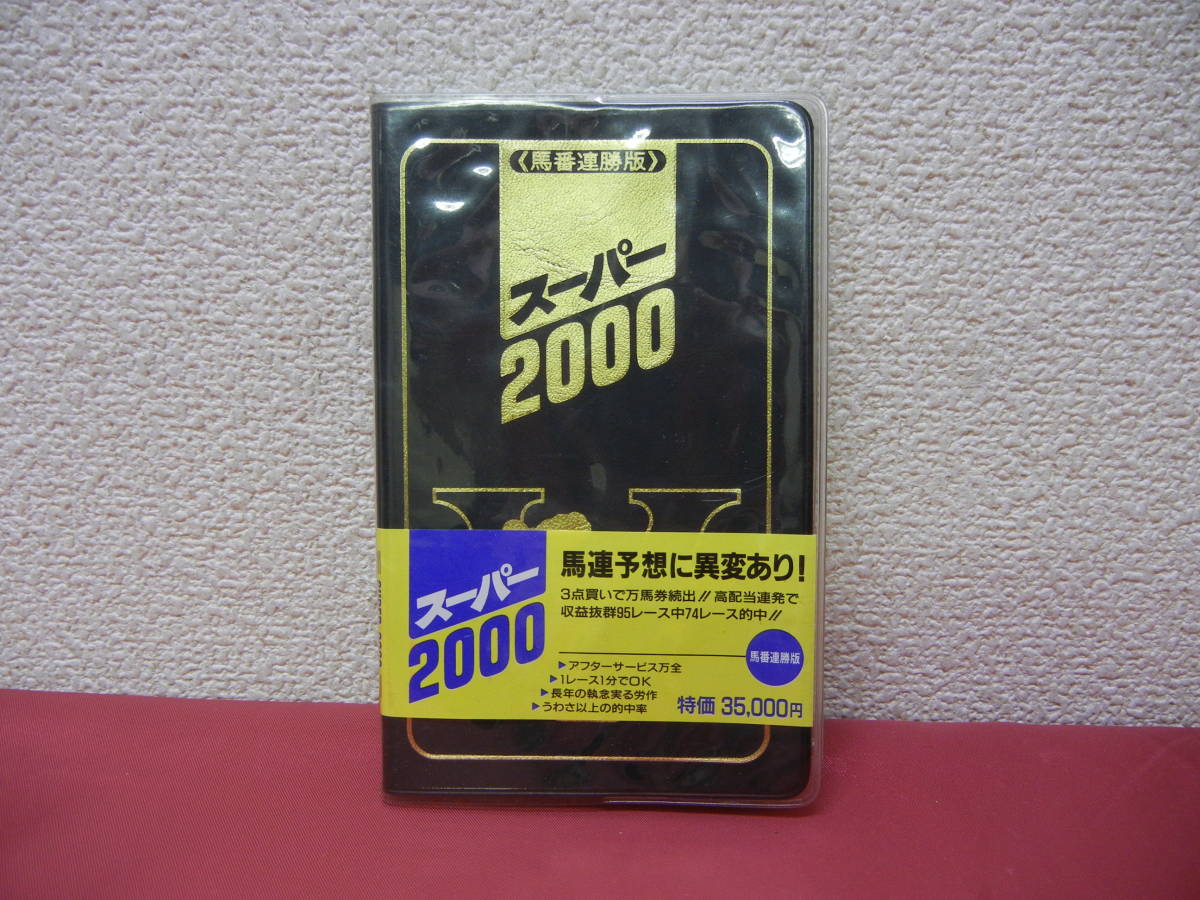 《馬番連勝版》
スーパー
2000
スーパー
2000
馬連予想に異変あり!
3点買いで万馬券続出!! 高配当連発で
収益抜群95レース中74レース的中!!
▶アフターサービス万全
▶1レース1分でOK
▶長年の執念実る労作
▶うわさ以上の的中率
馬番連勝版
特価 35,000円